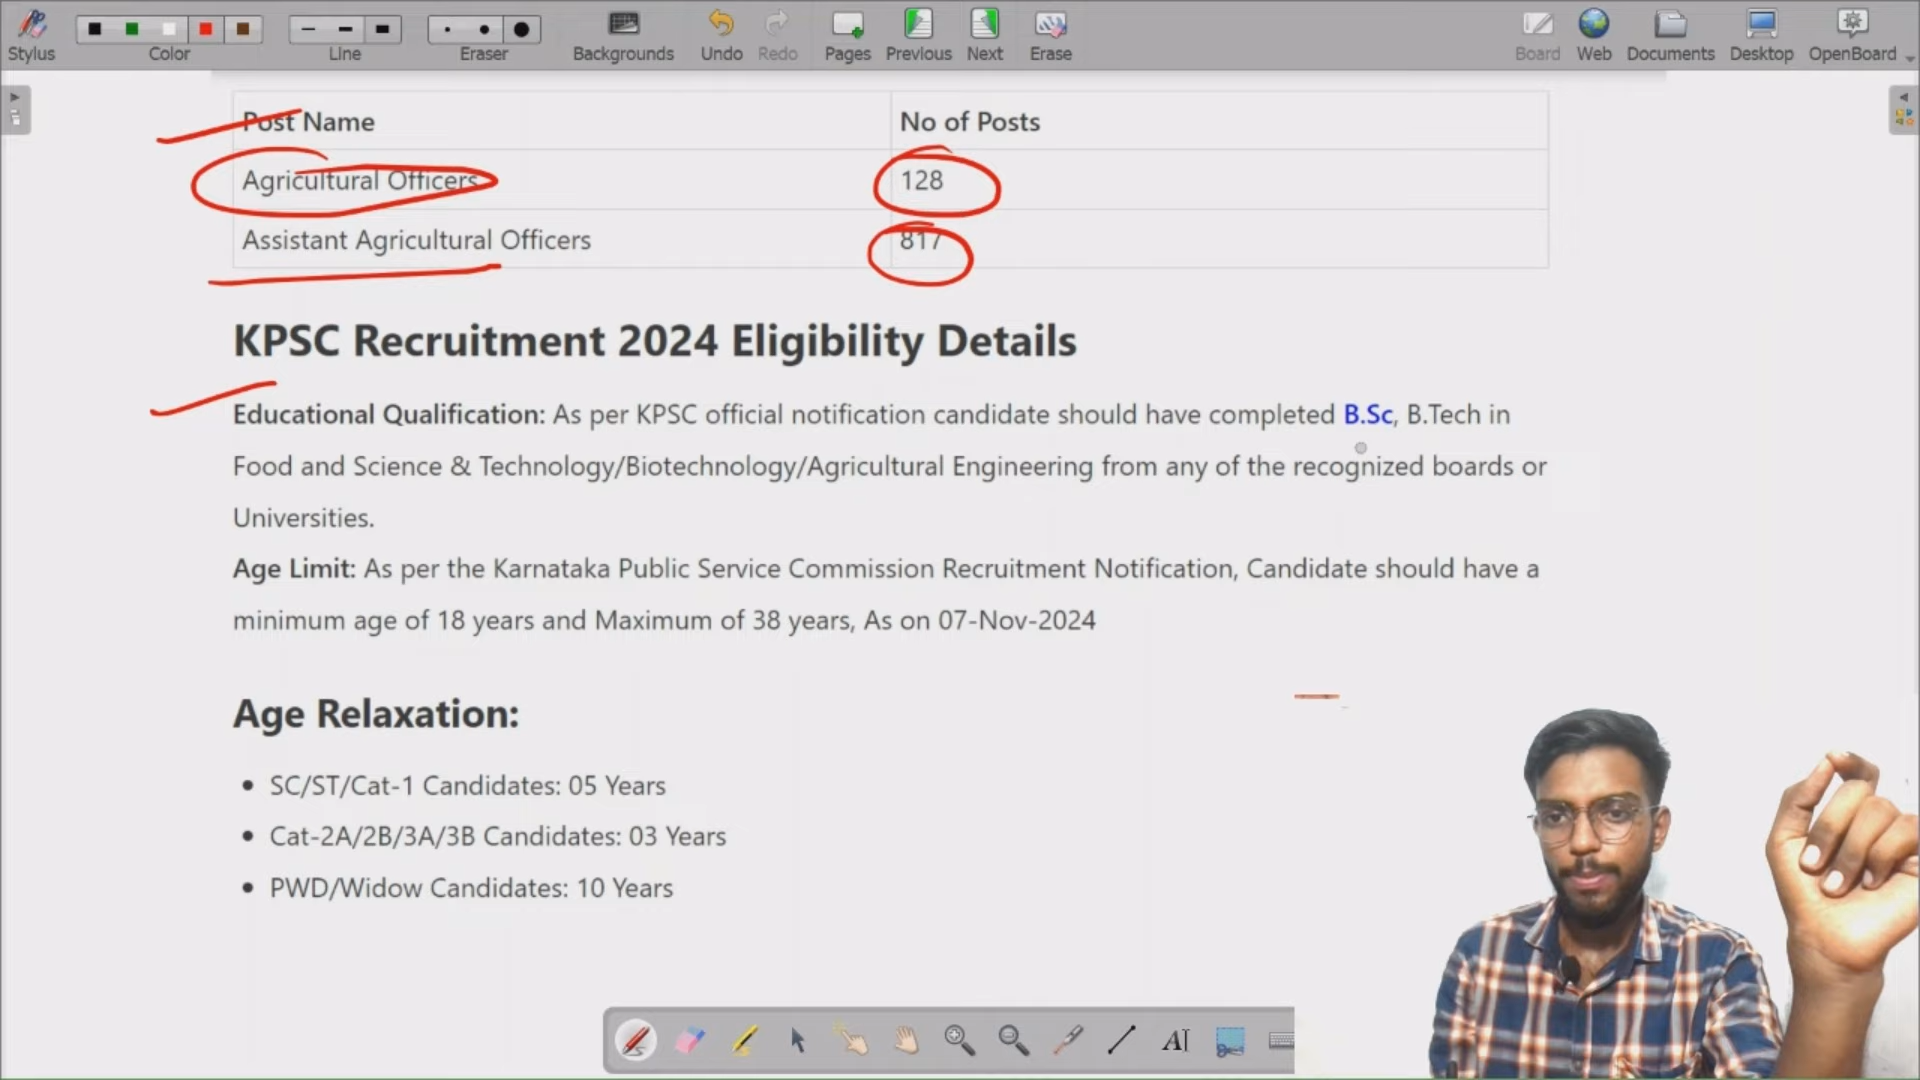 Stylus Color Line Eraser Backgrounds Undo Redo Pages Previous Next Erase Board Web Documents Desktop OpenBoard
Post Name No of Posts
Agricultural Officers 128
Assistant Agricultural Officers 817
KPSC Recruitment 2024 Eligibility Details
Educational Qualification: As per KPSC official notification candidate should have completed B.Sc, B.Tech in
Food and Science & Technology/Biotechnology/Agricultural Engineering from any of the recognized boards or
Universities.
Age Limit: As per the Karnataka Public Service Commission Recruitment Notification, Candidate should have a
minimum age of 18 years and Maximum of 38 years, As on 07-Nov-2024
Age Relaxation:
• SC/ST/Cat-1 Candidates: 05 Years
• Cat-2A/2B/3A/3B Candidates: 03 Years
• PWD/Widow Candidates: 10 Years
AI